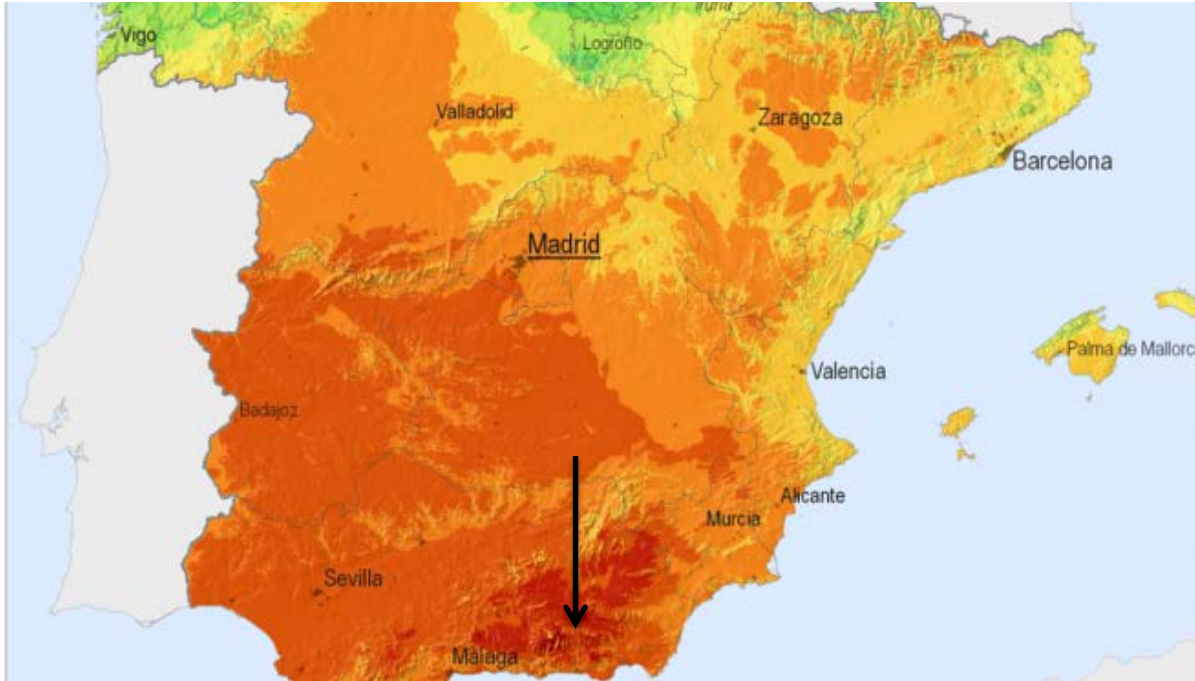 Vigo
Logroño
Valladolid
Zaragoza
Barcelona
Madrid
Valencia
Palma de Mallorc
Badajoz
Alicante
Murcia
Sevilla
Málaga